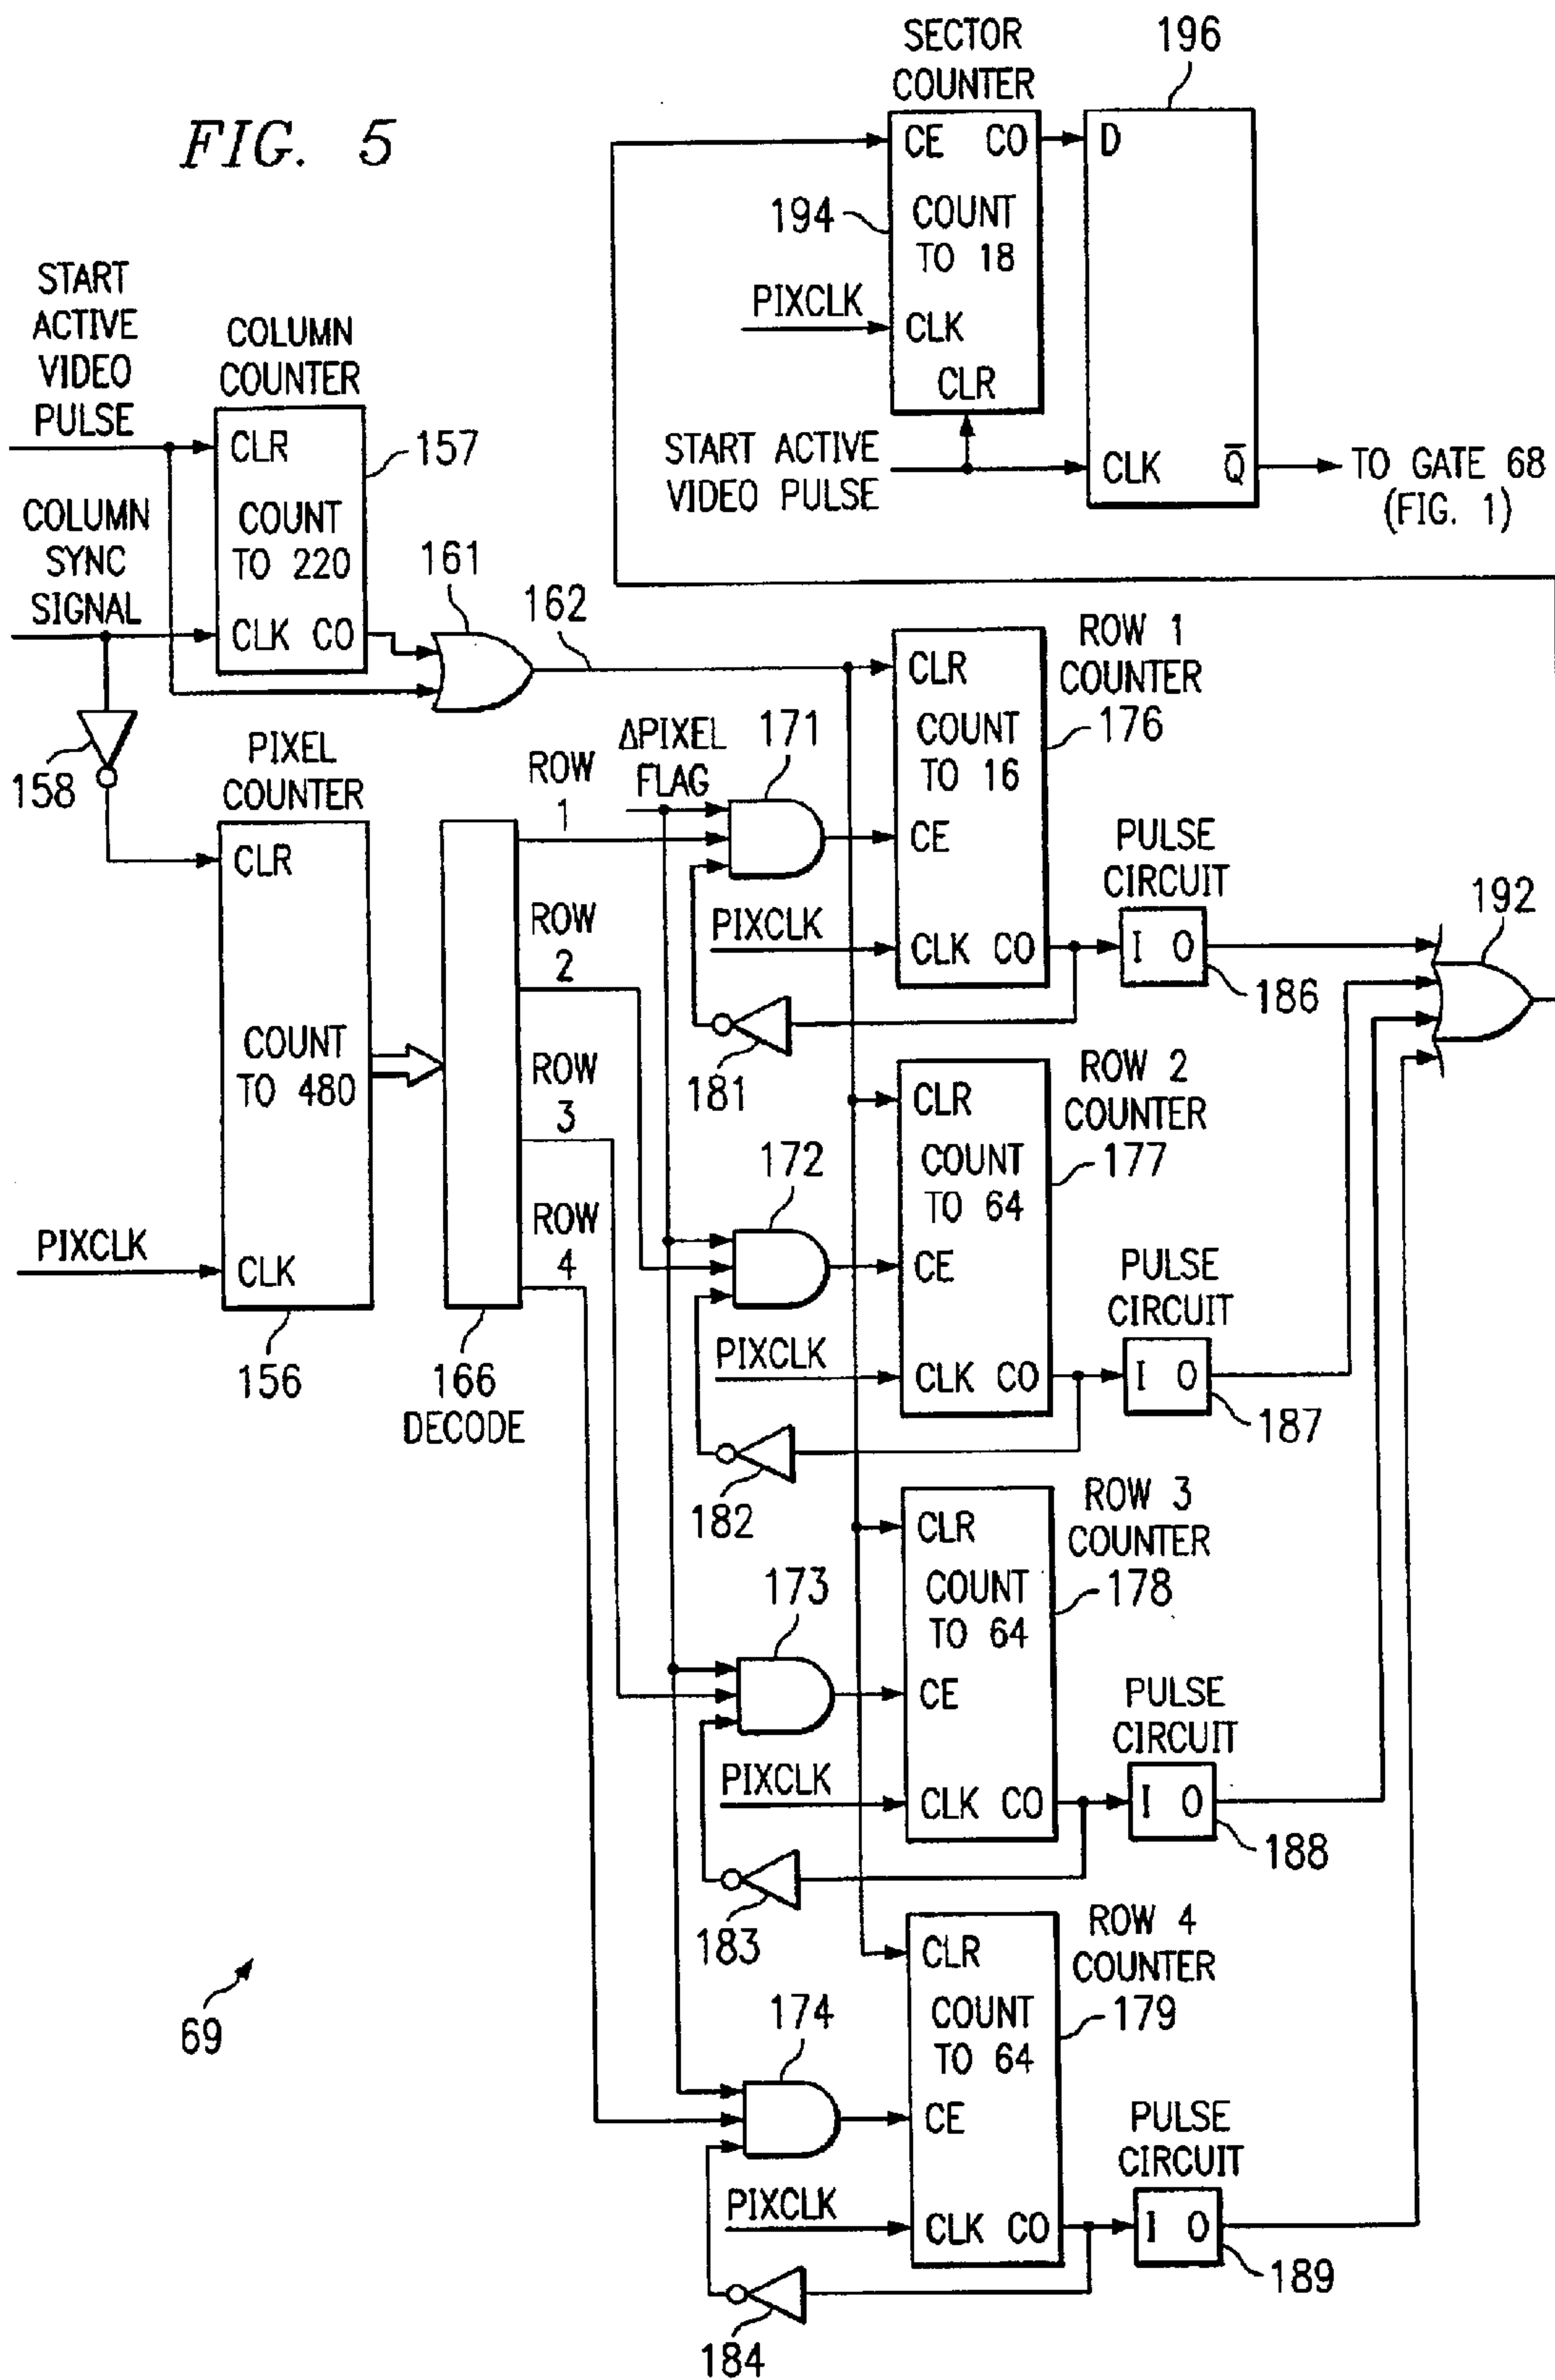 FIG. 5
SECTOR
COUNTER
196
CE CO
D
194
COUNT
TO 18
PIXCLK
CLK
CLR
START ACTIVE
VIDEO PULSE
CLK Q̅
TO GATE 68
(FIG. 1)
START
ACTIVE
VIDEO
PULSE
COLUMN
COUNTER
CLR
157
COLUMN
SYNC
SIGNAL
COUNT
TO 220
CLK CO
161
162
158
PIXEL
COUNTER
CLR
COUNT
TO 480
PIXCLK
CLK
156
166
DECODE
ROW
1
ROW
2
ROW
3
ROW
4
ΔPIXEL
FLAG
171
CLR
ROW 1
COUNTER
176
COUNT
TO 16
CE
PIXCLK
CLK CO
PULSE
CIRCUIT
I O
186
192
181
CLR
ROW 2
COUNTER
177
COUNT
TO 64
172
CE
PIXCLK
CLK CO
PULSE
CIRCUIT
I O
187
182
CLR
ROW 3
COUNTER
178
COUNT
TO 64
173
CE
PIXCLK
CLK CO
PULSE
CIRCUIT
I O
188
183
CLR
ROW 4
COUNTER
179
COUNT
TO 64
174
CE
PIXCLK
CLK CO
PULSE
CIRCUIT
I O
189
184
69